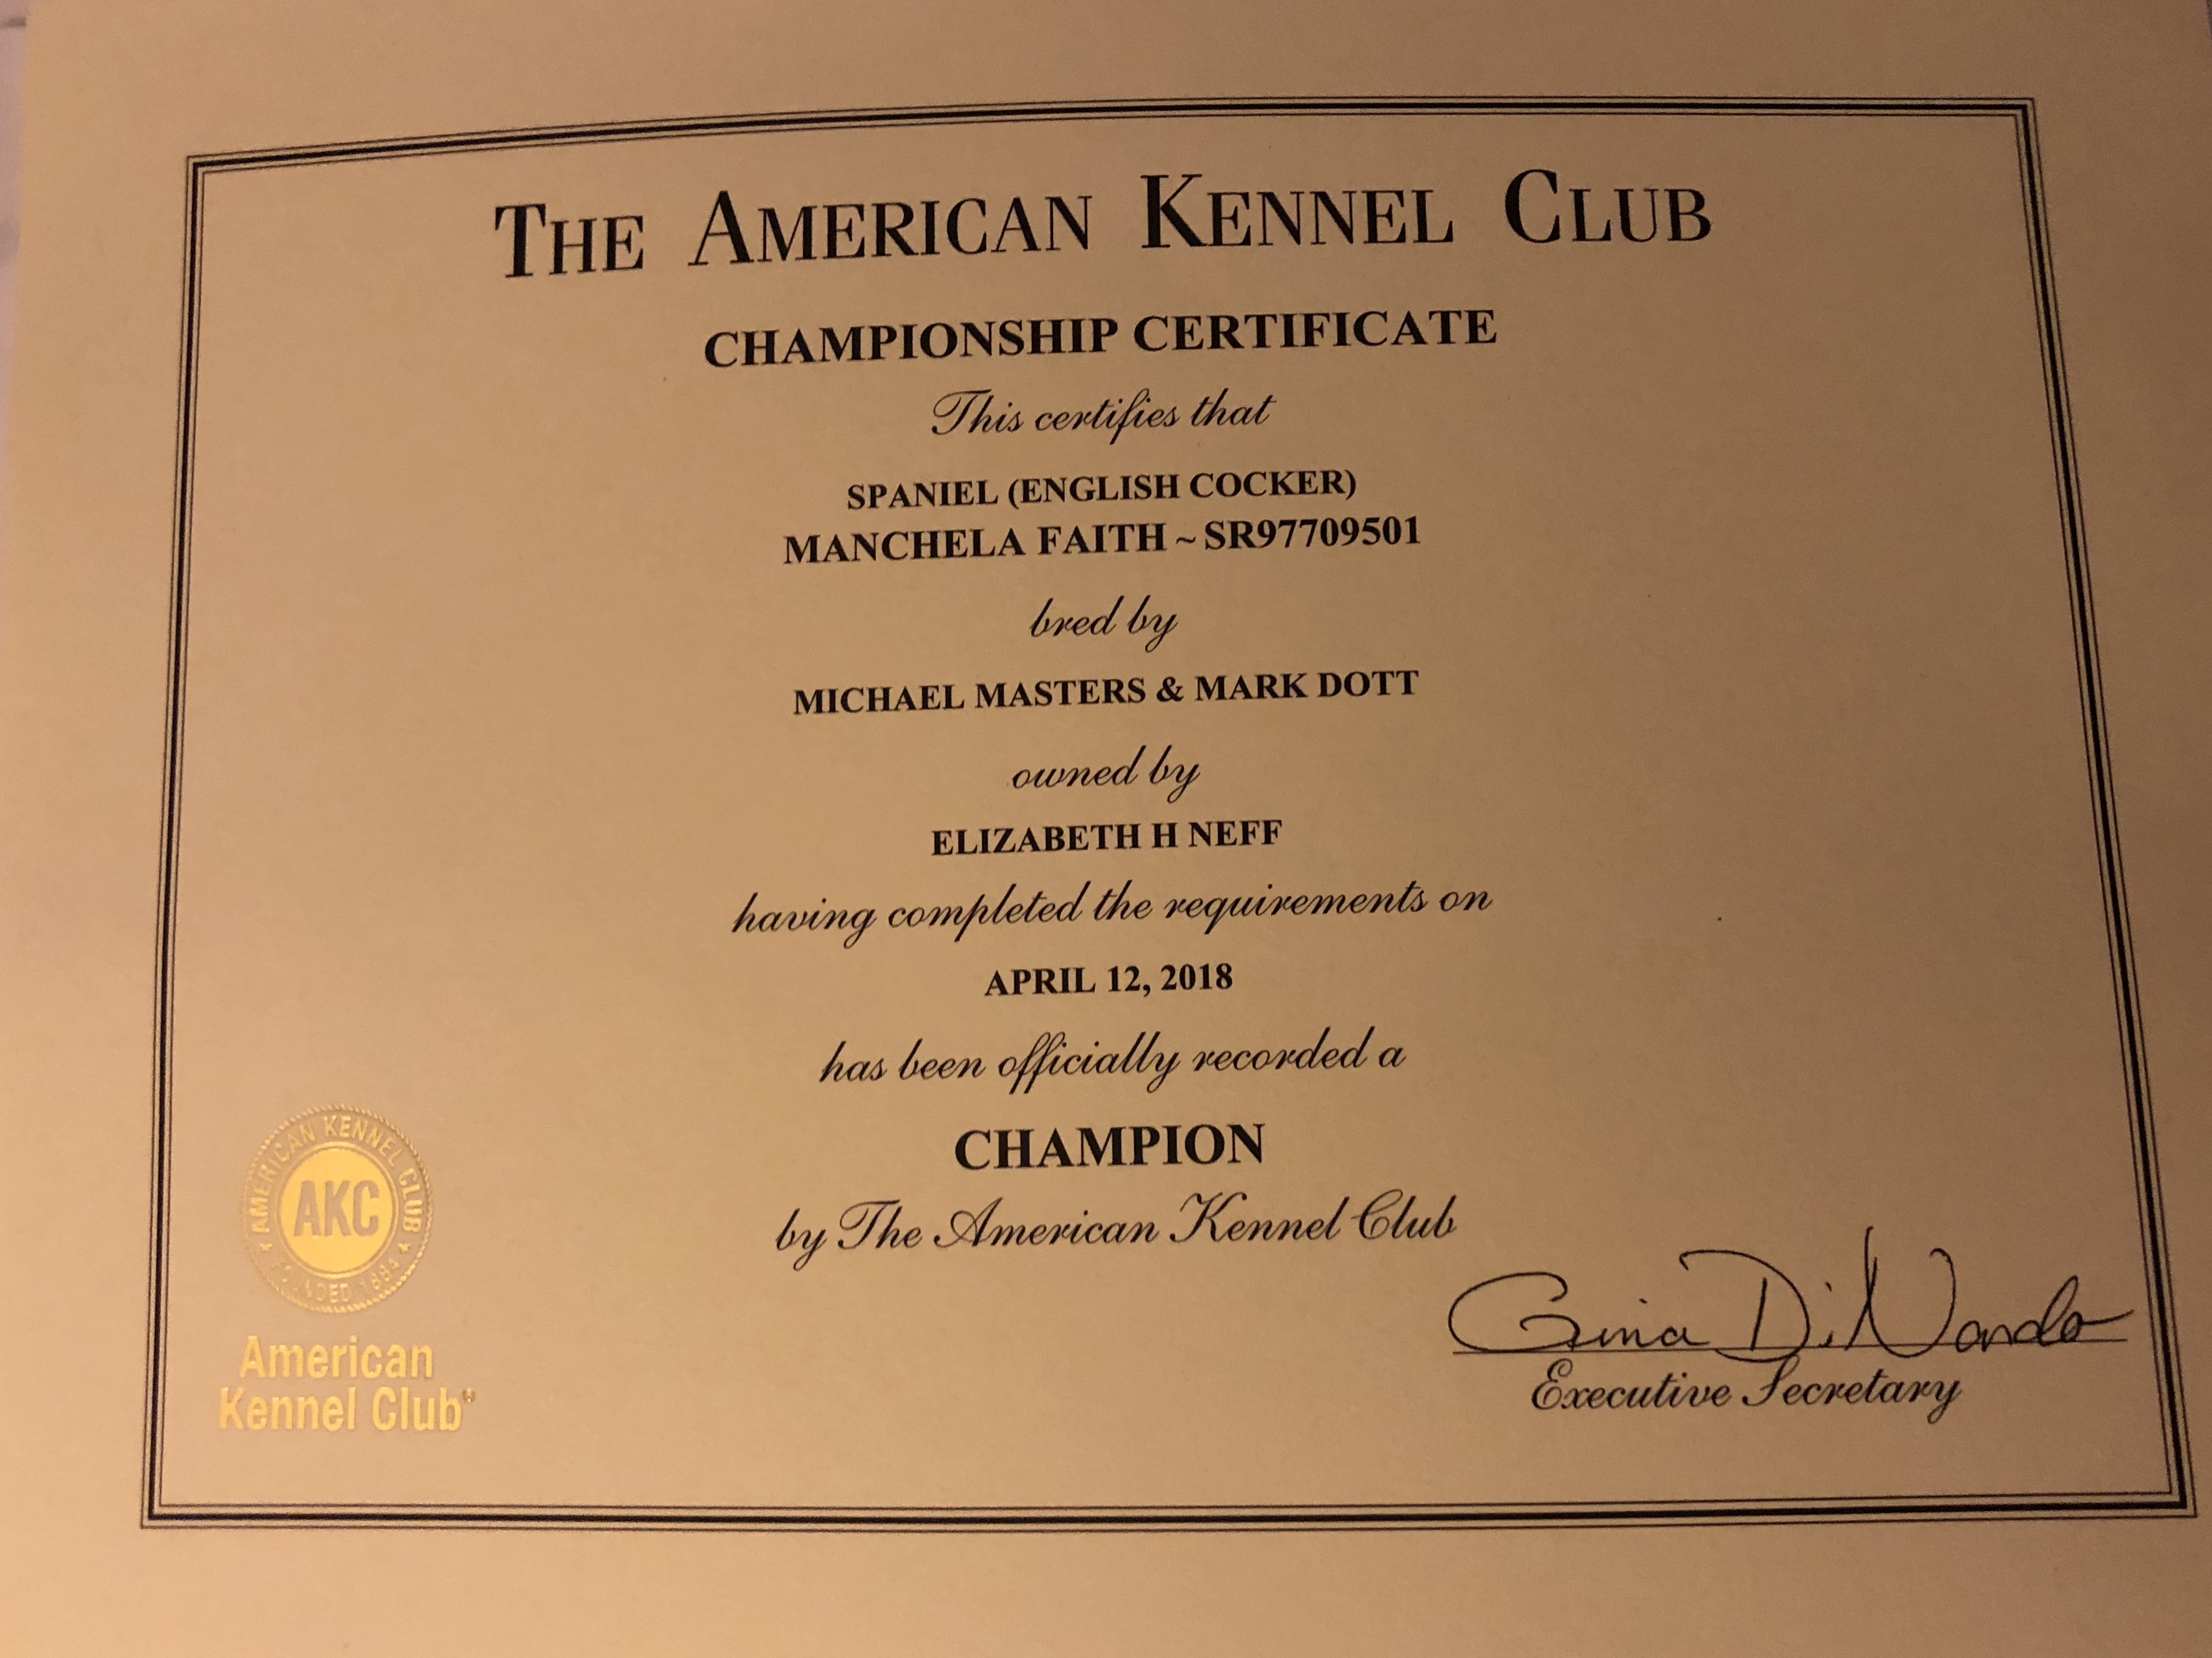 THE AMERICAN KENNEL CLUB
CHAMPIONSHIP CERTIFICATE
This certifies that
SPANIEL (ENGLISH COCKER)
MANCHELA FAITH ~ SR97709501
bred by
MICHAEL MASTERS & MARK DOTT
owned by
ELIZABETH H NEFF
having completed the requirements on
APRIL 12, 2018
has been officially recorded a
CHAMPION
by The American Kennel Club
AMERICAN KENNEL CLUB
AKC
FOUNDED 1884
American
Kennel Club®
Gina DiNardo
Executive Secretary